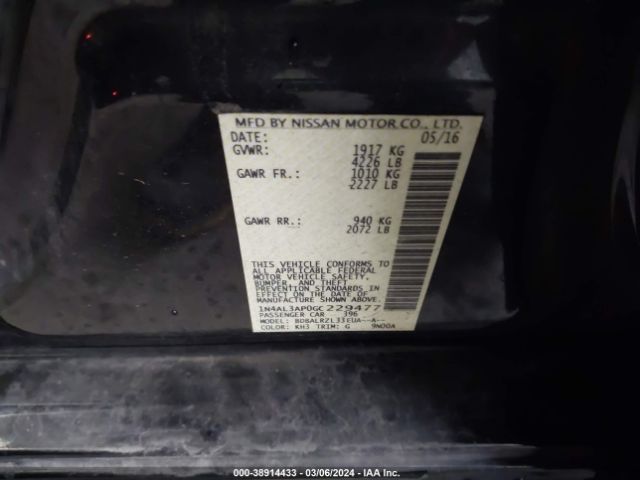 MFD BY NISSAN MOTOR CO., LTD.
DATE: 05/16
GVWR: 1917 KG
4226 LB
GAWR FR.: 1010 KG
2227 LB
GAWR RR.: 940 KG
2072 LB
THIS VEHICLE CONFORMS TO
ALL APPLICABLE FEDERAL
MOTOR VEHICLE SAFETY,
BUMPER, AND THEFT
PREVENTION STANDARDS IN
EFFECT ON THE DATE OF
MANUFACTURE SHOWN ABOVE.
1N4AL3AP0GC229477
PASSENGER CAR 396
MODEL: BDBALRZL33EUA--A--
COLOR: KH3 TRIM: G 9N00A
000-38914433 - 03/06/2024 - IAA Inc.